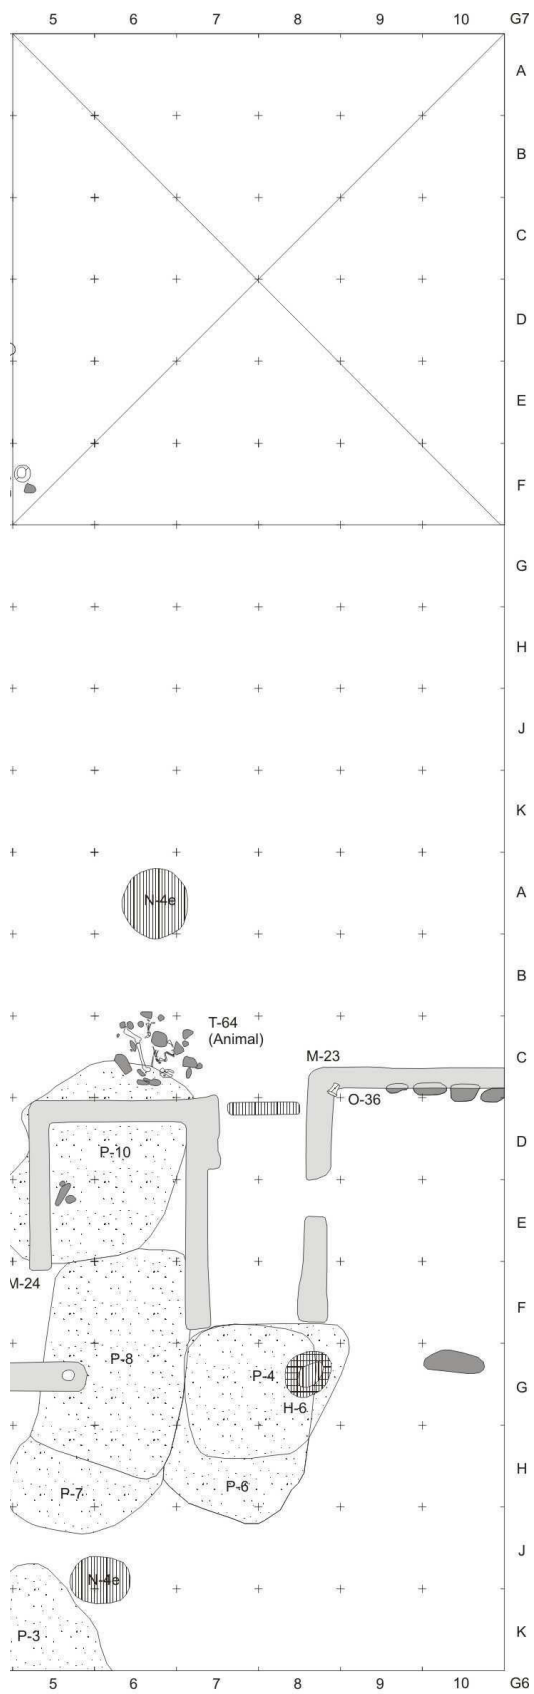 5 6 7 8 9 10 G7
A
B
C
D
E
F
G
H
J
K
A
N-4e
B
T-64
(Animal)
M-23
C
O-36
D
P-10
E
M-24
F
P-8
P-4
G
H-6
H
P-7
P-6
J
N-4e
P-3
K
5 6 7 8 9 10 G6